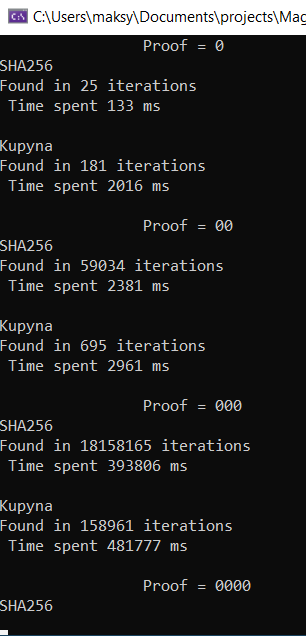 C:\Users\maksy\Documents\projects\Mag
Proof = 0
SHA256
Found in 25 iterations
Time spent 133 ms
Kupyna
Found in 181 iterations
Time spent 2016 ms
Proof = 00
SHA256
Found in 59034 iterations
Time spent 2381 ms
Kupyna
Found in 695 iterations
Time spent 2961 ms
Proof = 000
SHA256
Found in 18158165 iterations
Time spent 393806 ms
Kupyna
Found in 158961 iterations
Time spent 481777 ms
Proof = 0000
SHA256